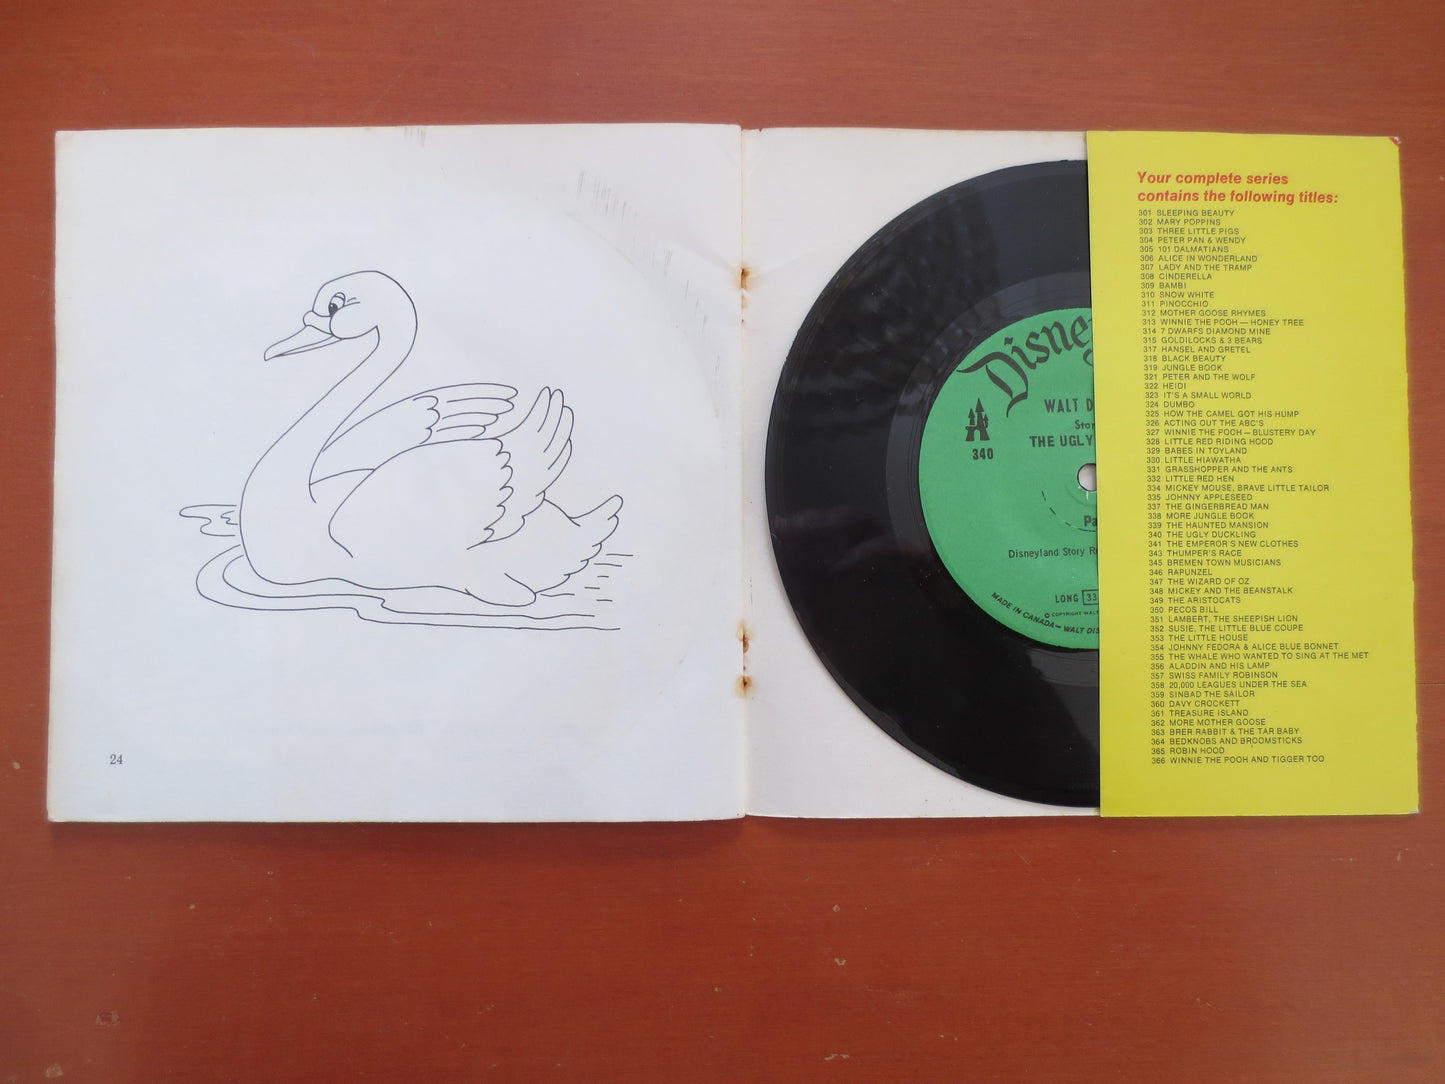 24
Disney
WALT D
Stor
THE UGLY
340
Pa
Disneyland Story Re
LONG 33
© COPYRIGHT WAL
MADE IN CANADA — WALT DIS
Your complete series
contains the following titles:
301 SLEEPING BEAUTY
302 MARY POPPINS
303 THREE LITTLE PIGS
304 PETER PAN & WENDY
305 101 DALMATIANS
306 ALICE IN WONDERLAND
307 LADY AND THE TRAMP
308 CINDERELLA
309 BAMBI
310 SNOW WHITE
311 PINOCCHIO
312 MOTHER GOOSE RHYMES
313 WINNIE THE POOH — HONEY TREE
314 7 DWARFS DIAMOND MINE
315 GOLDILOCKS & 3 BEARS
317 HANSEL AND GRETEL
318 BLACK BEAUTY
319 JUNGLE BOOK
321 PETER AND THE WOLF
322 HEIDI
323 IT'S A SMALL WORLD
324 DUMBO
325 HOW THE CAMEL GOT HIS HUMP
326 ACTING OUT THE ABC'S
327 WINNIE THE POOH — BLUSTERY DAY
328 LITTLE RED RIDING HOOD
329 BABES IN TOYLAND
330 LITTLE HIAWATHA
331 GRASSHOPPER AND THE ANTS
332 LITTLE RED HEN
334 MICKEY MOUSE, BRAVE LITTLE TAILOR
335 JOHNNY APPLESEED
337 THE GINGERBREAD MAN
338 MORE JUNGLE BOOK
339 THE HAUNTED MANSION
340 THE UGLY DUCKLING
341 THE EMPEROR'S NEW CLOTHES
343 THUMPER'S RACE
345 BREMEN TOWN MUSICIANS
346 RAPUNZEL
347 THE WIZARD OF OZ
348 MICKEY AND THE BEANSTALK
349 THE ARISTOCATS
350 PECOS BILL
351 LAMBERT, THE SHEEPISH LION
352 SUSIE, THE LITTLE BLUE COUPE
353 THE LITTLE HOUSE
354 JOHNNY FEDORA & ALICE BLUE BONNET
355 THE WHALE WHO WANTED TO SING AT THE MET
356 ALADDIN AND HIS LAMP
357 SWISS FAMILY ROBINSON
358 20,000 LEAGUES UNDER THE SEA
359 SINBAD THE SAILOR
360 DAVY CROCKETT
361 TREASURE ISLAND
362 MORE MOTHER GOOSE
363 BRER RABBIT & THE TAR BABY
364 BEDKNOBS AND BROOMSTICKS
365 ROBIN HOOD
366 WINNIE THE POOH AND TIGGER TOO